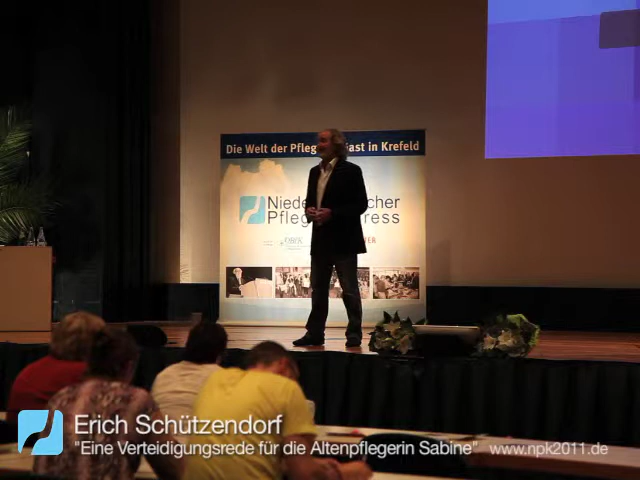 Die Welt der Pfleg ast in Krefeld
Niede cher
Pfleg ress
Erich Schützendorf
"Eine Verteidigungsrede für die Altenpflegerin Sabine" www.npk2011.de